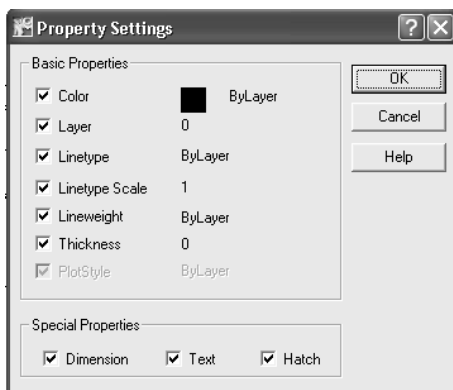 Property Settings
Basic Properties
Color ByLayer
Layer 0
Linetype ByLayer
Linetype Scale 1
Lineweight ByLayer
Thickness 0
PlotStyle ByLayer
Special Properties
Dimension Text Hatch
OK
Cancel
Help